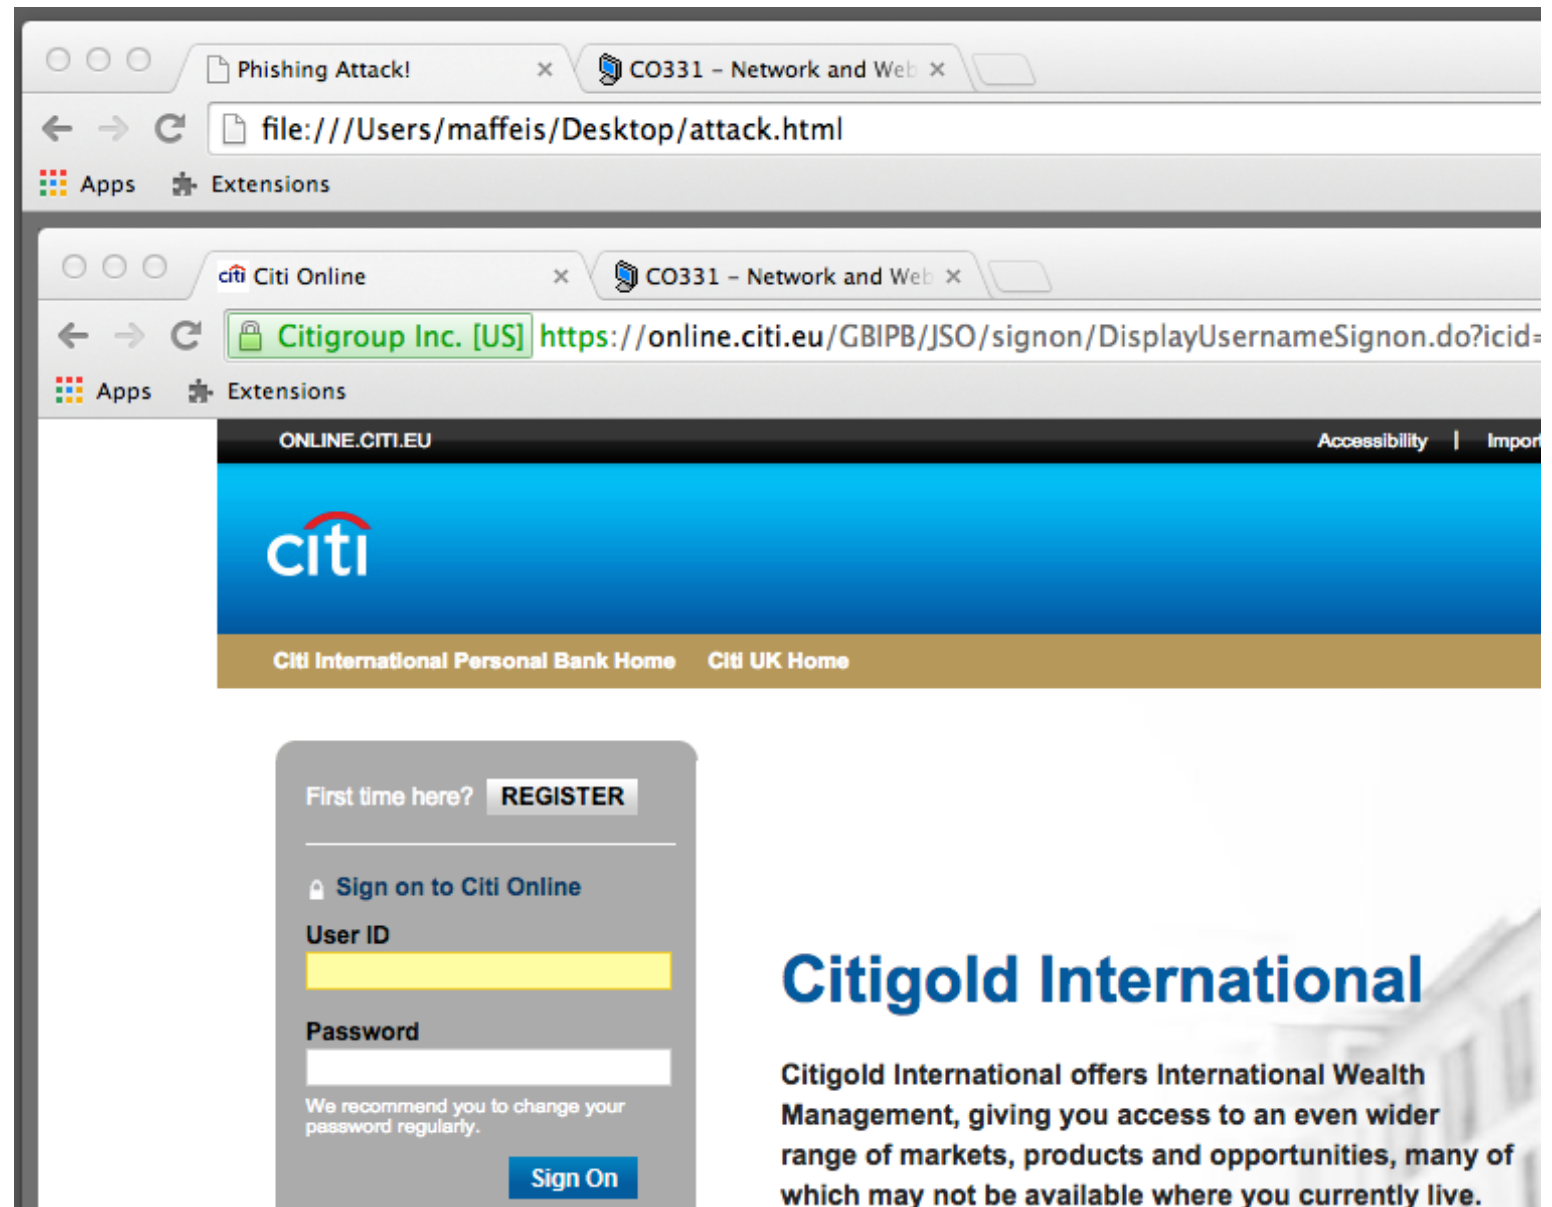 Phishing Attack!
CO331 – Network and Web
file:///Users/maffeis/Desktop/attack.html
Apps Extensions
citi Citi Online
CO331 – Network and Web
Citigroup Inc. [US] https://online.citi.eu/GBIPB/JSO/signon/DisplayUsernameSignon.do?icid=
Apps Extensions
ONLINE.CITI.EU Accessibility | Import
citi
Citi International Personal Bank Home Citi UK Home
First time here? REGISTER
Sign on to Citi Online
User ID
Password
We recommend you to change your
password regularly.
Sign On
Citigold International
Citigold International offers International Wealth
Management, giving you access to an even wider
range of markets, products and opportunities, many of
which may not be available where you currently live.